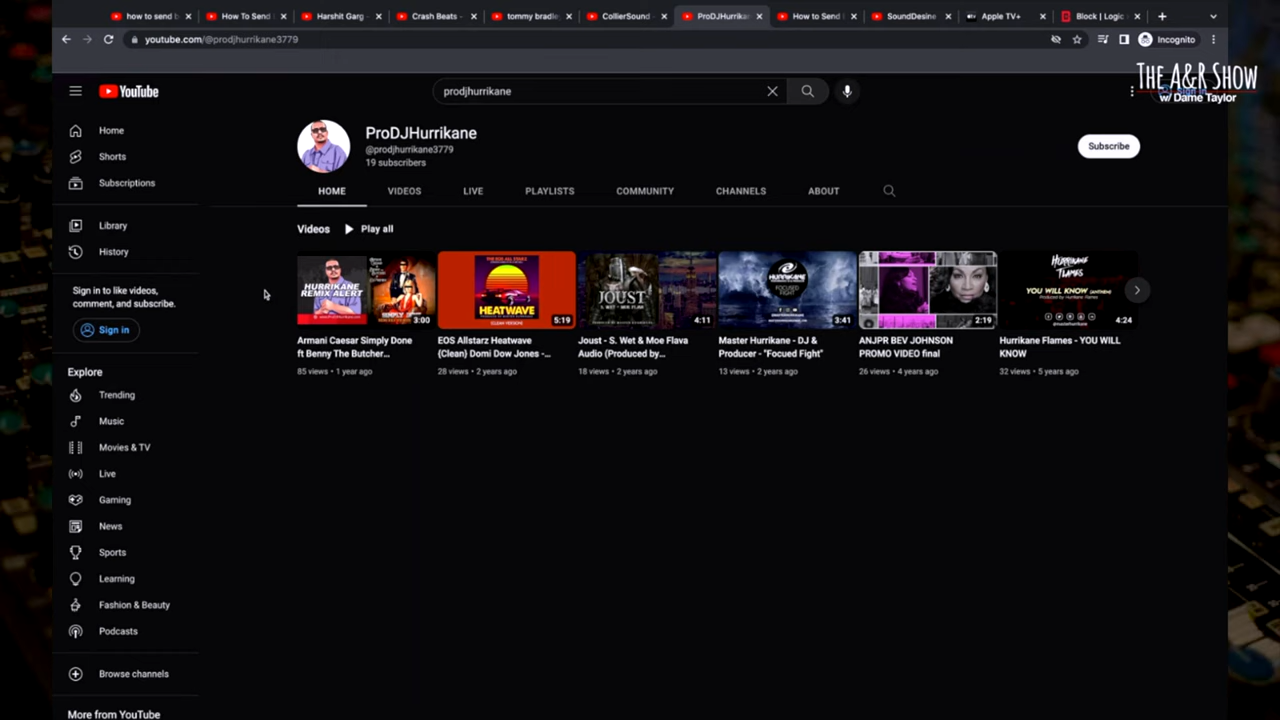 how to send b
How To Send
Harshit Garg -
Crash Beats -
tommy bradle
CollierSound
ProDJHurrikan
How to Send
SoundDesine
Apple TV+
Block | Logic
youtube.com/@prodjhurrikane3779
Incognito
THE A&R SHOW
w/ Dame Taylor
YouTube
prodjhurrikane
Home
Shorts
Subscriptions
Library
History
Sign in to like videos,
comment, and subscribe.
Sign in
Explore
Trending
Music
Movies & TV
Live
Gaming
News
Sports
Learning
Fashion & Beauty
Podcasts
Browse channels
More from YouTube
ProDJHurrikane
@prodjhurrikane3779
19 subscribers
Subscribe
HOME
VIDEOS
LIVE
PLAYLISTS
COMMUNITY
CHANNELS
ABOUT
Videos
Play all
HURRIKANE
REMIX ALERT
3:00
Armani Caesar Simply Done
ft Benny The Butcher...
85 views • 1 year ago
HEATWAVE
5:19
EOS Allstarz Heatwave
(Clean) Domi Dow Jones -...
28 views • 2 years ago
JOUST
4:11
Joust - S. Wet & Moe Flava
Audio (Produced by...
18 views • 2 years ago
HURRIKANE
FOCUSED
FIGHT
3:41
Master Hurrikane - DJ &
Producer - "Focued Fight"
13 views • 2 years ago
2:19
ANJPR BEV JOHNSON
PROMO VIDEO final
26 views • 4 years ago
HURRIKANE
FLAMES
YOU WILL KNOW (ANTHEM)
Produced by Hurrikane Flames
4:24
Hurrikane Flames - YOU WILL
KNOW
32 views • 5 years ago